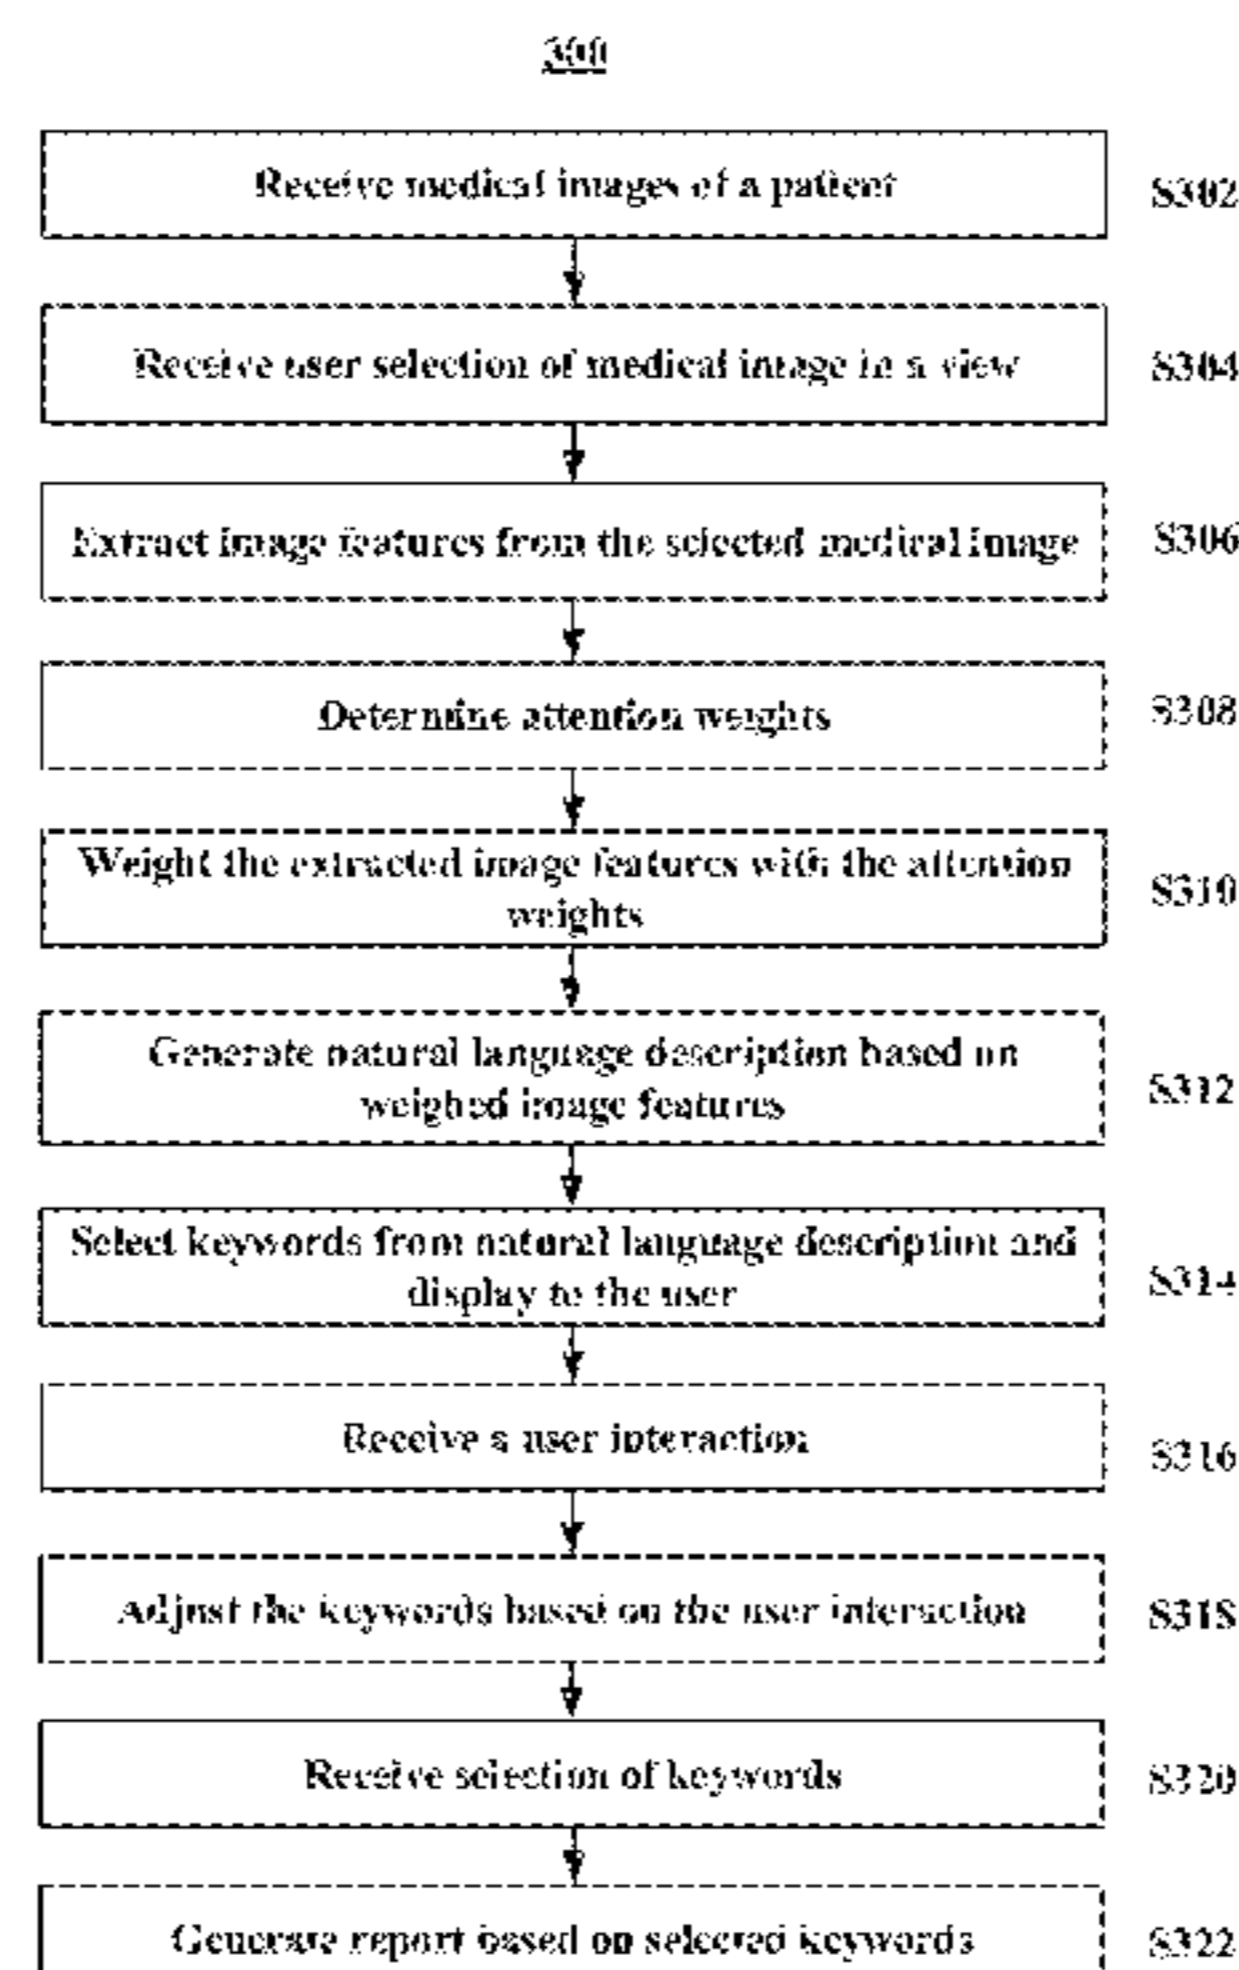 300
Receive medical images of a patient
S302
Receive user selection of medical image in a view
S304
Extract image features from the selected medical image
S306
Determine attention weights
S308
Weight the extracted image features with the attention
weights
S310
Generate natural language description based on
weighed image features
S312
Select keywords from natural language description and
display to the user
S314
Receive a user interaction
S316
Adjust the keywords based on the user interaction
S318
Receive selection of keywords
S320
Generate report based on selected keywords
S322